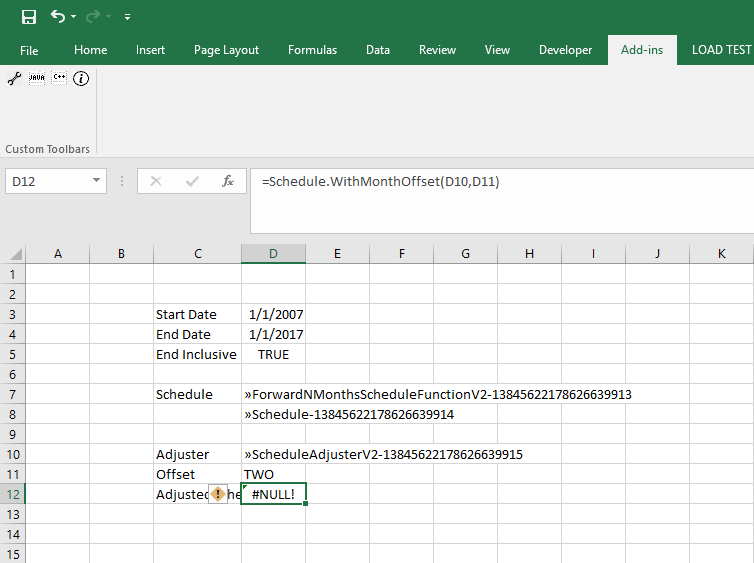 File Home Insert Page Layout Formulas Data Review View Developer Add-ins LOAD TEST
JAVA C++
Custom Toolbars
D12 fx =Schedule.WithMonthOffset(D10,D11)
A B C D E F G H I J K
1
2
3 Start Date 1/1/2007
4 End Date 1/1/2017
5 End Inclusive TRUE
6
7 Schedule »ForwardNMonthsScheduleFunctionV2-13845622178626639913
8 »Schedule-13845622178626639914
9
10 Adjuster »ScheduleAdjusterV2-13845622178626639915
11 Offset TWO
12 Adjusted he #NULL!
13
14
15